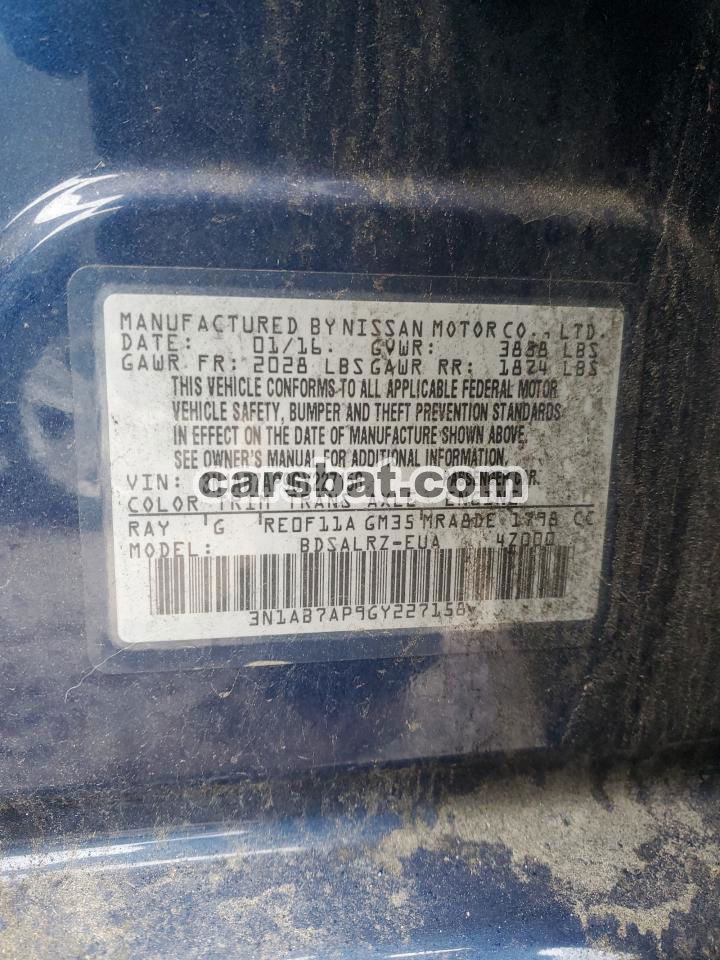 MANUFACTURED BY NISSAN MOTOR CO., LTD.
DATE: 01/16. GVWR: 3858 LBS
GAWR FR: 2028 LBS GAWR RR: 1874 LBS
THIS VEHICLE CONFORMS TO ALL APPLICABLE FEDERAL MOTOR
VEHICLE SAFETY, BUMPER AND THEFT PREVENTION STANDARDS
IN EFFECT ON THE DATE OF MANUFACTURE SHOWN ABOVE.
SEE OWNER'S MANUAL FOR ADDITIONAL INFORMATION.
VIN:
carsbat.com
COLOR TRIM TRANS AXLE ENGINE
RAY G RE0F11A GM35 MRA8DE 1798 CC
MODEL: BDSALRZ-EUA 4Z000
3N1AB7AP9GY227158